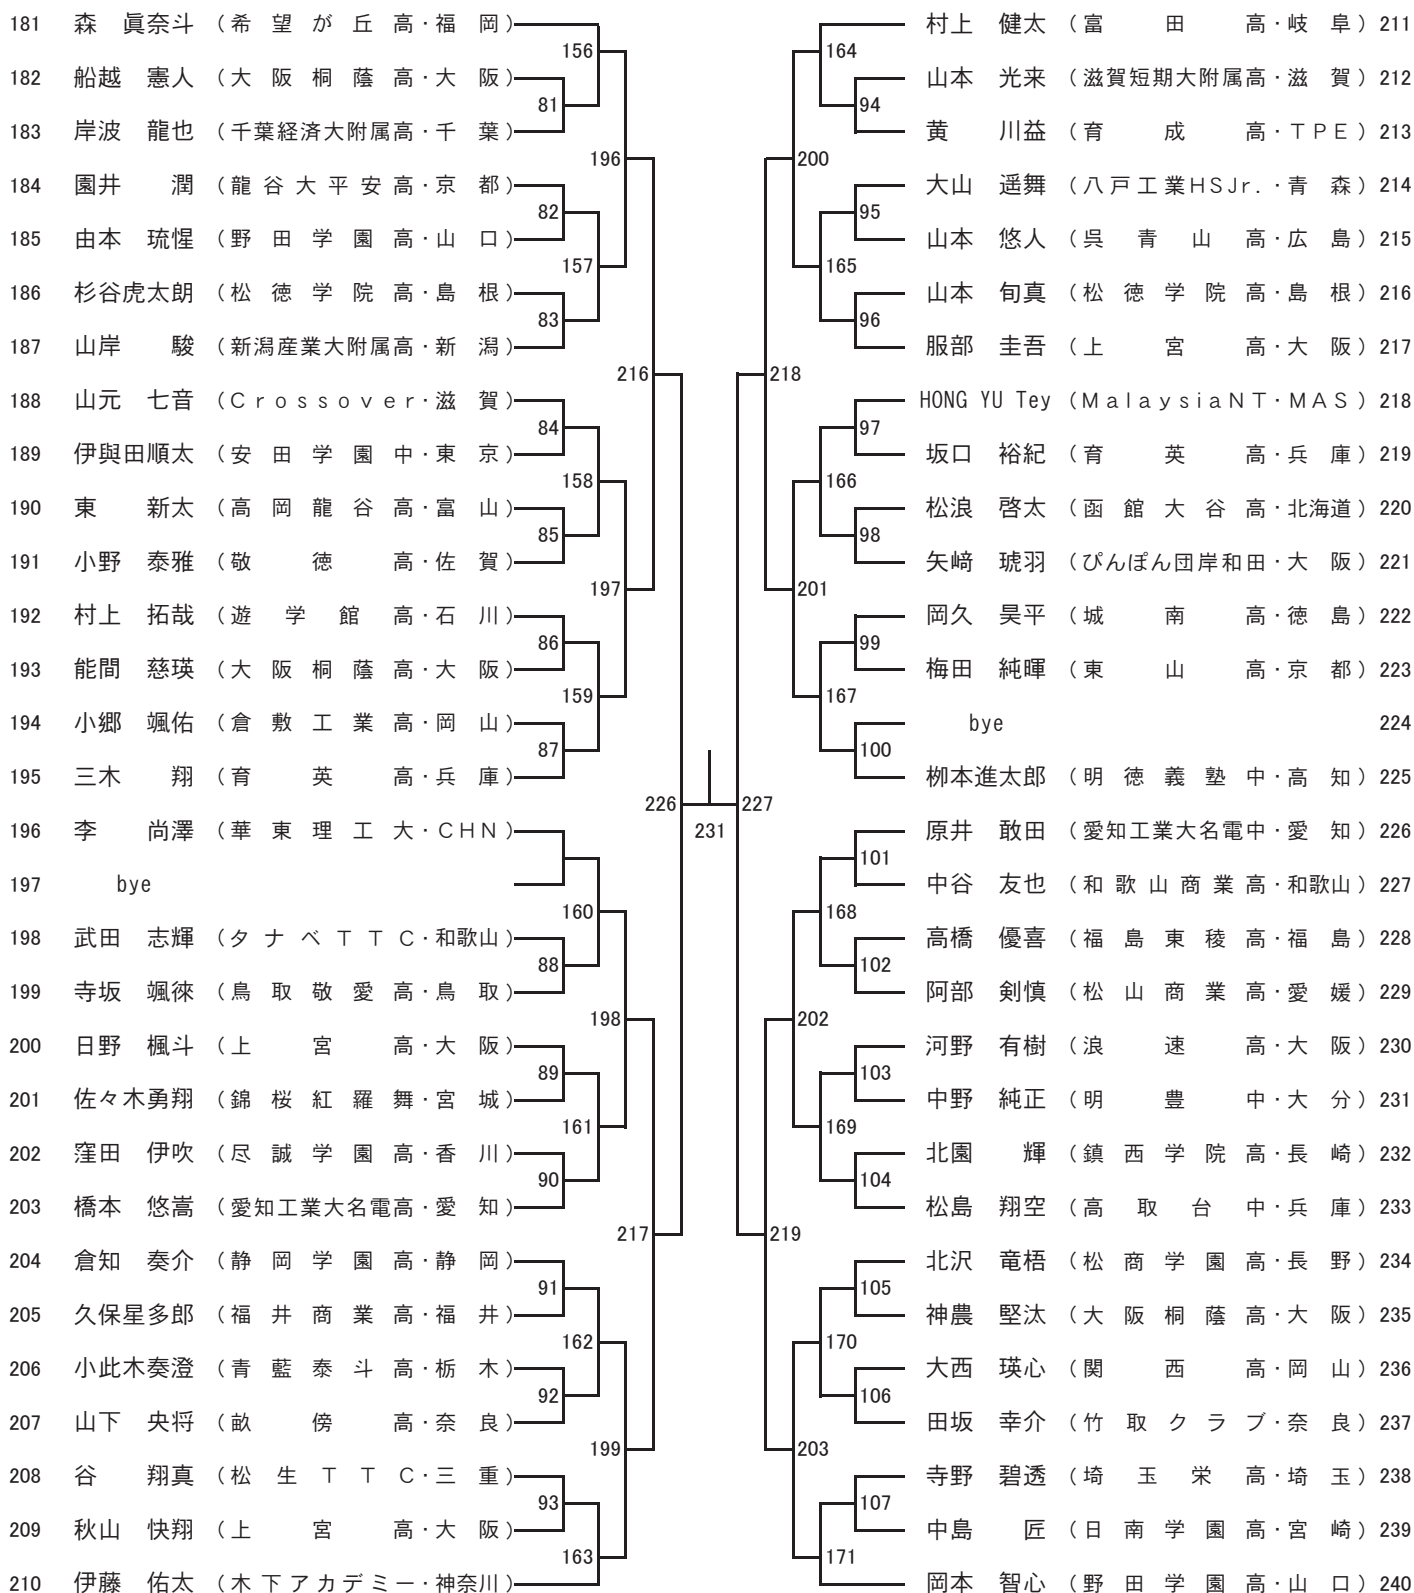 181 森 眞奈斗 (希望が丘高・福岡)
156
182 船越 憲人 (大阪桐蔭高・大阪)
81
183 岸波 龍也 (千葉経済大附属高・千葉)
196
184 園井 潤 (龍谷大平安高・京都)
82
185 由本 琉惺 (野田学園高・山口)
157
186 杉谷虎太朗 (松徳学院高・島根)
83
187 山岸 駿 (新潟産業大附属高・新潟)
216
188 山元 七音 (Crossover・滋賀)
84
189 伊與田順太 (安田学園中・東京)
158
190 東 新太 (高岡龍谷高・富山)
85
191 小野 泰雅 (敬徳高・佐賀)
197
192 村上 拓哉 (遊学館高・石川)
86
193 能間 慈瑛 (大阪桐蔭高・大阪)
159
194 小郷 颯佑 (倉敷工業高・岡山)
87
195 三木 翔 (育英高・兵庫)
226
196 李 尚澤 (華東理工大・CHN)
197 bye
160
198 武田 志輝 (タナベTTC・和歌山)
88
199 寺坂 颯徠 (鳥取敬愛高・鳥取)
198
200 日野 楓斗 (上宮高・大阪)
89
201 佐々木勇翔 (錦桜紅羅舞・宮城)
161
202 窪田 伊吹 (尽誠学園高・香川)
90
203 橋本 悠嵩 (愛知工業大名電高・愛知)
217
204 倉知 奏介 (静岡学園高・静岡)
91
205 久保星多郎 (福井商業高・福井)
162
206 小此木奏澄 (青藍泰斗高・栃木)
92
207 山下 央将 (畝傍高・奈良)
199
208 谷 翔真 (松生TTC・三重)
93
209 秋山 快翔 (上宮高・大阪)
163
210 伊藤 佑太 (木下アカデミー・神奈川)
231
村上 健太 (富田高・岐阜) 211
164
山本 光来 (滋賀短期大附属高・滋賀) 212
94
黄 川益 (育成高・TPE) 213
200
大山 遥舞 (八戸工業HSJr.・青森) 214
95
山本 悠人 (呉青山高・広島) 215
165
山本 旬真 (松徳学院高・島根) 216
96
服部 圭吾 (上宮高・大阪) 217
218
HONG YU Tey (MalaysiaNT・MAS) 218
97
坂口 裕紀 (育英高・兵庫) 219
166
松浪 啓太 (函館大谷高・北海道) 220
98
矢﨑 琥羽 (ぴんぽん団岸和田・大阪) 221
201
岡久 昊平 (城南高・徳島) 222
99
梅田 純暉 (東山高・京都) 223
167
bye 224
100
栁本進太郎 (明徳義塾中・高知) 225
227
原井 敢田 (愛知工業大名電中・愛知) 226
101
中谷 友也 (和歌山商業高・和歌山) 227
168
高橋 優喜 (福島東稜高・福島) 228
102
阿部 剣慎 (松山商業高・愛媛) 229
202
河野 有樹 (浪速高・大阪) 230
103
中野 純正 (明豊中・大分) 231
169
北園 輝 (鎮西学院高・長崎) 232
104
松島 翔空 (高取台中・兵庫) 233
219
北沢 竜梧 (松商学園高・長野) 234
105
神農 堅汰 (大阪桐蔭高・大阪) 235
170
大西 瑛心 (関西高・岡山) 236
106
田坂 幸介 (竹取クラブ・奈良) 237
203
寺野 碧透 (埼玉栄高・埼玉) 238
107
中島 匠 (日南学園高・宮崎) 239
171
岡本 智心 (野田学園高・山口) 240